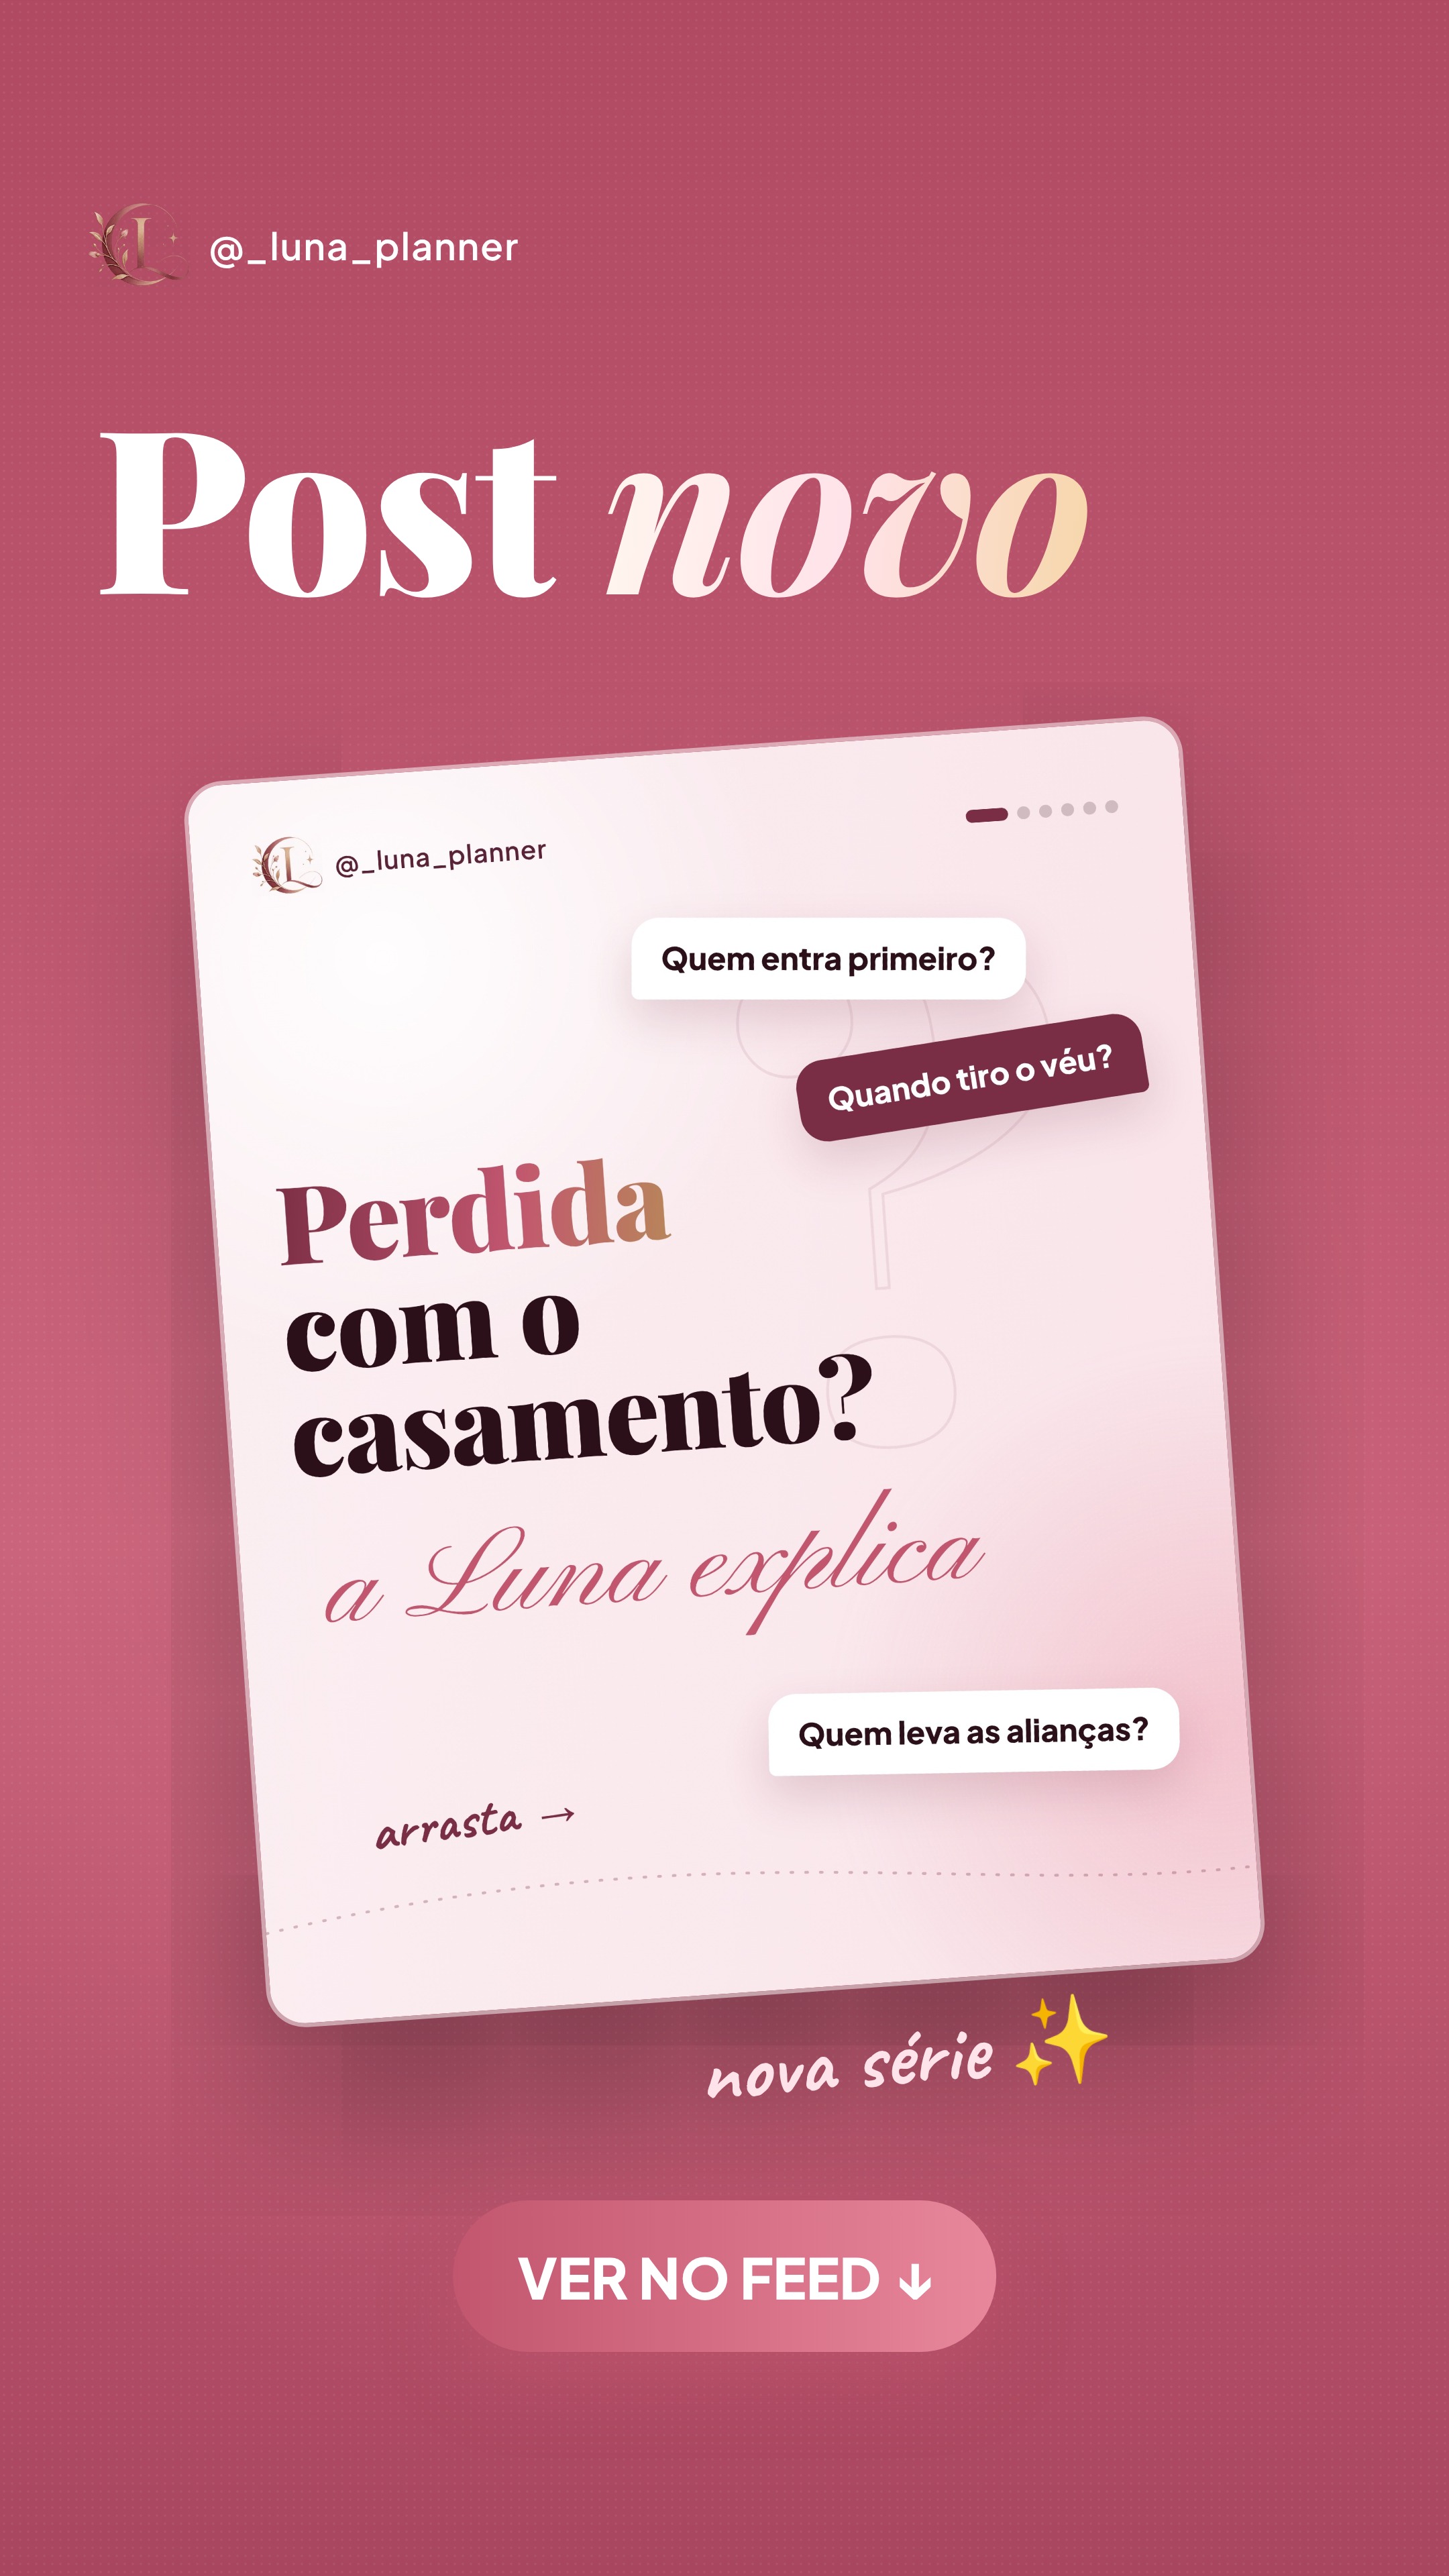 @_luna_planner
Post novo
@_luna_planner
Quem entra primeiro?
Quando tiro o véu?
Perdida
com o
casamento?
a Luna explica
Quem leva as alianças?
arrasta →
nova série ✨
VER NO FEED ↓